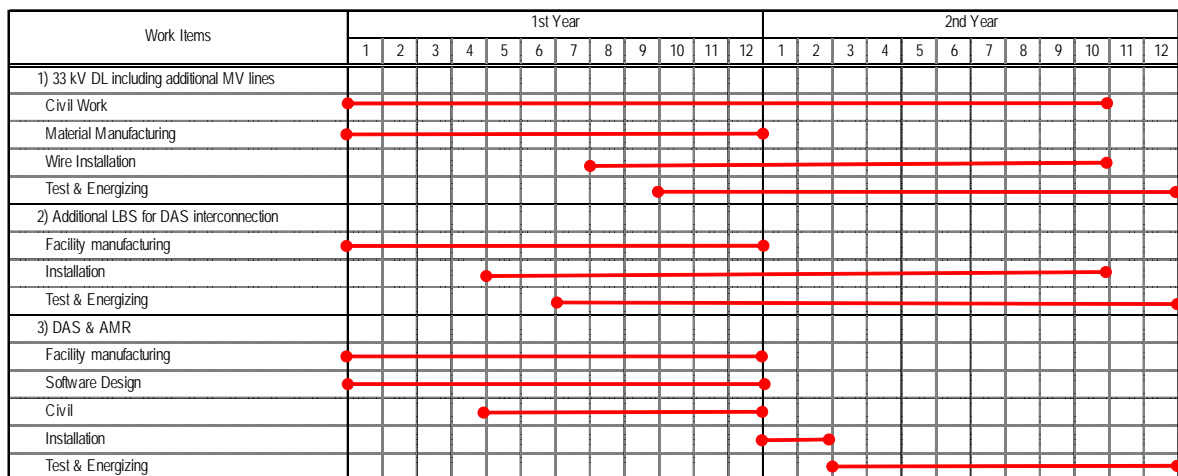 Work Items 1st Year 2nd Year
1 2 3 4 5 6 7 8 9 10 11 12 1 2 3 4 5 6 7 8 9 10 11 12
1) 33 kV DL including additional MV lines
Civil Work
Material Manufacturing
Wire Installation
Test & Energizing
2) Additional LBS for DAS interconnection
Facility manufacturing
Installation
Test & Energizing
3) DAS & AMR
Facility manufacturing
Software Design
Civil
Installation
Test & Energizing